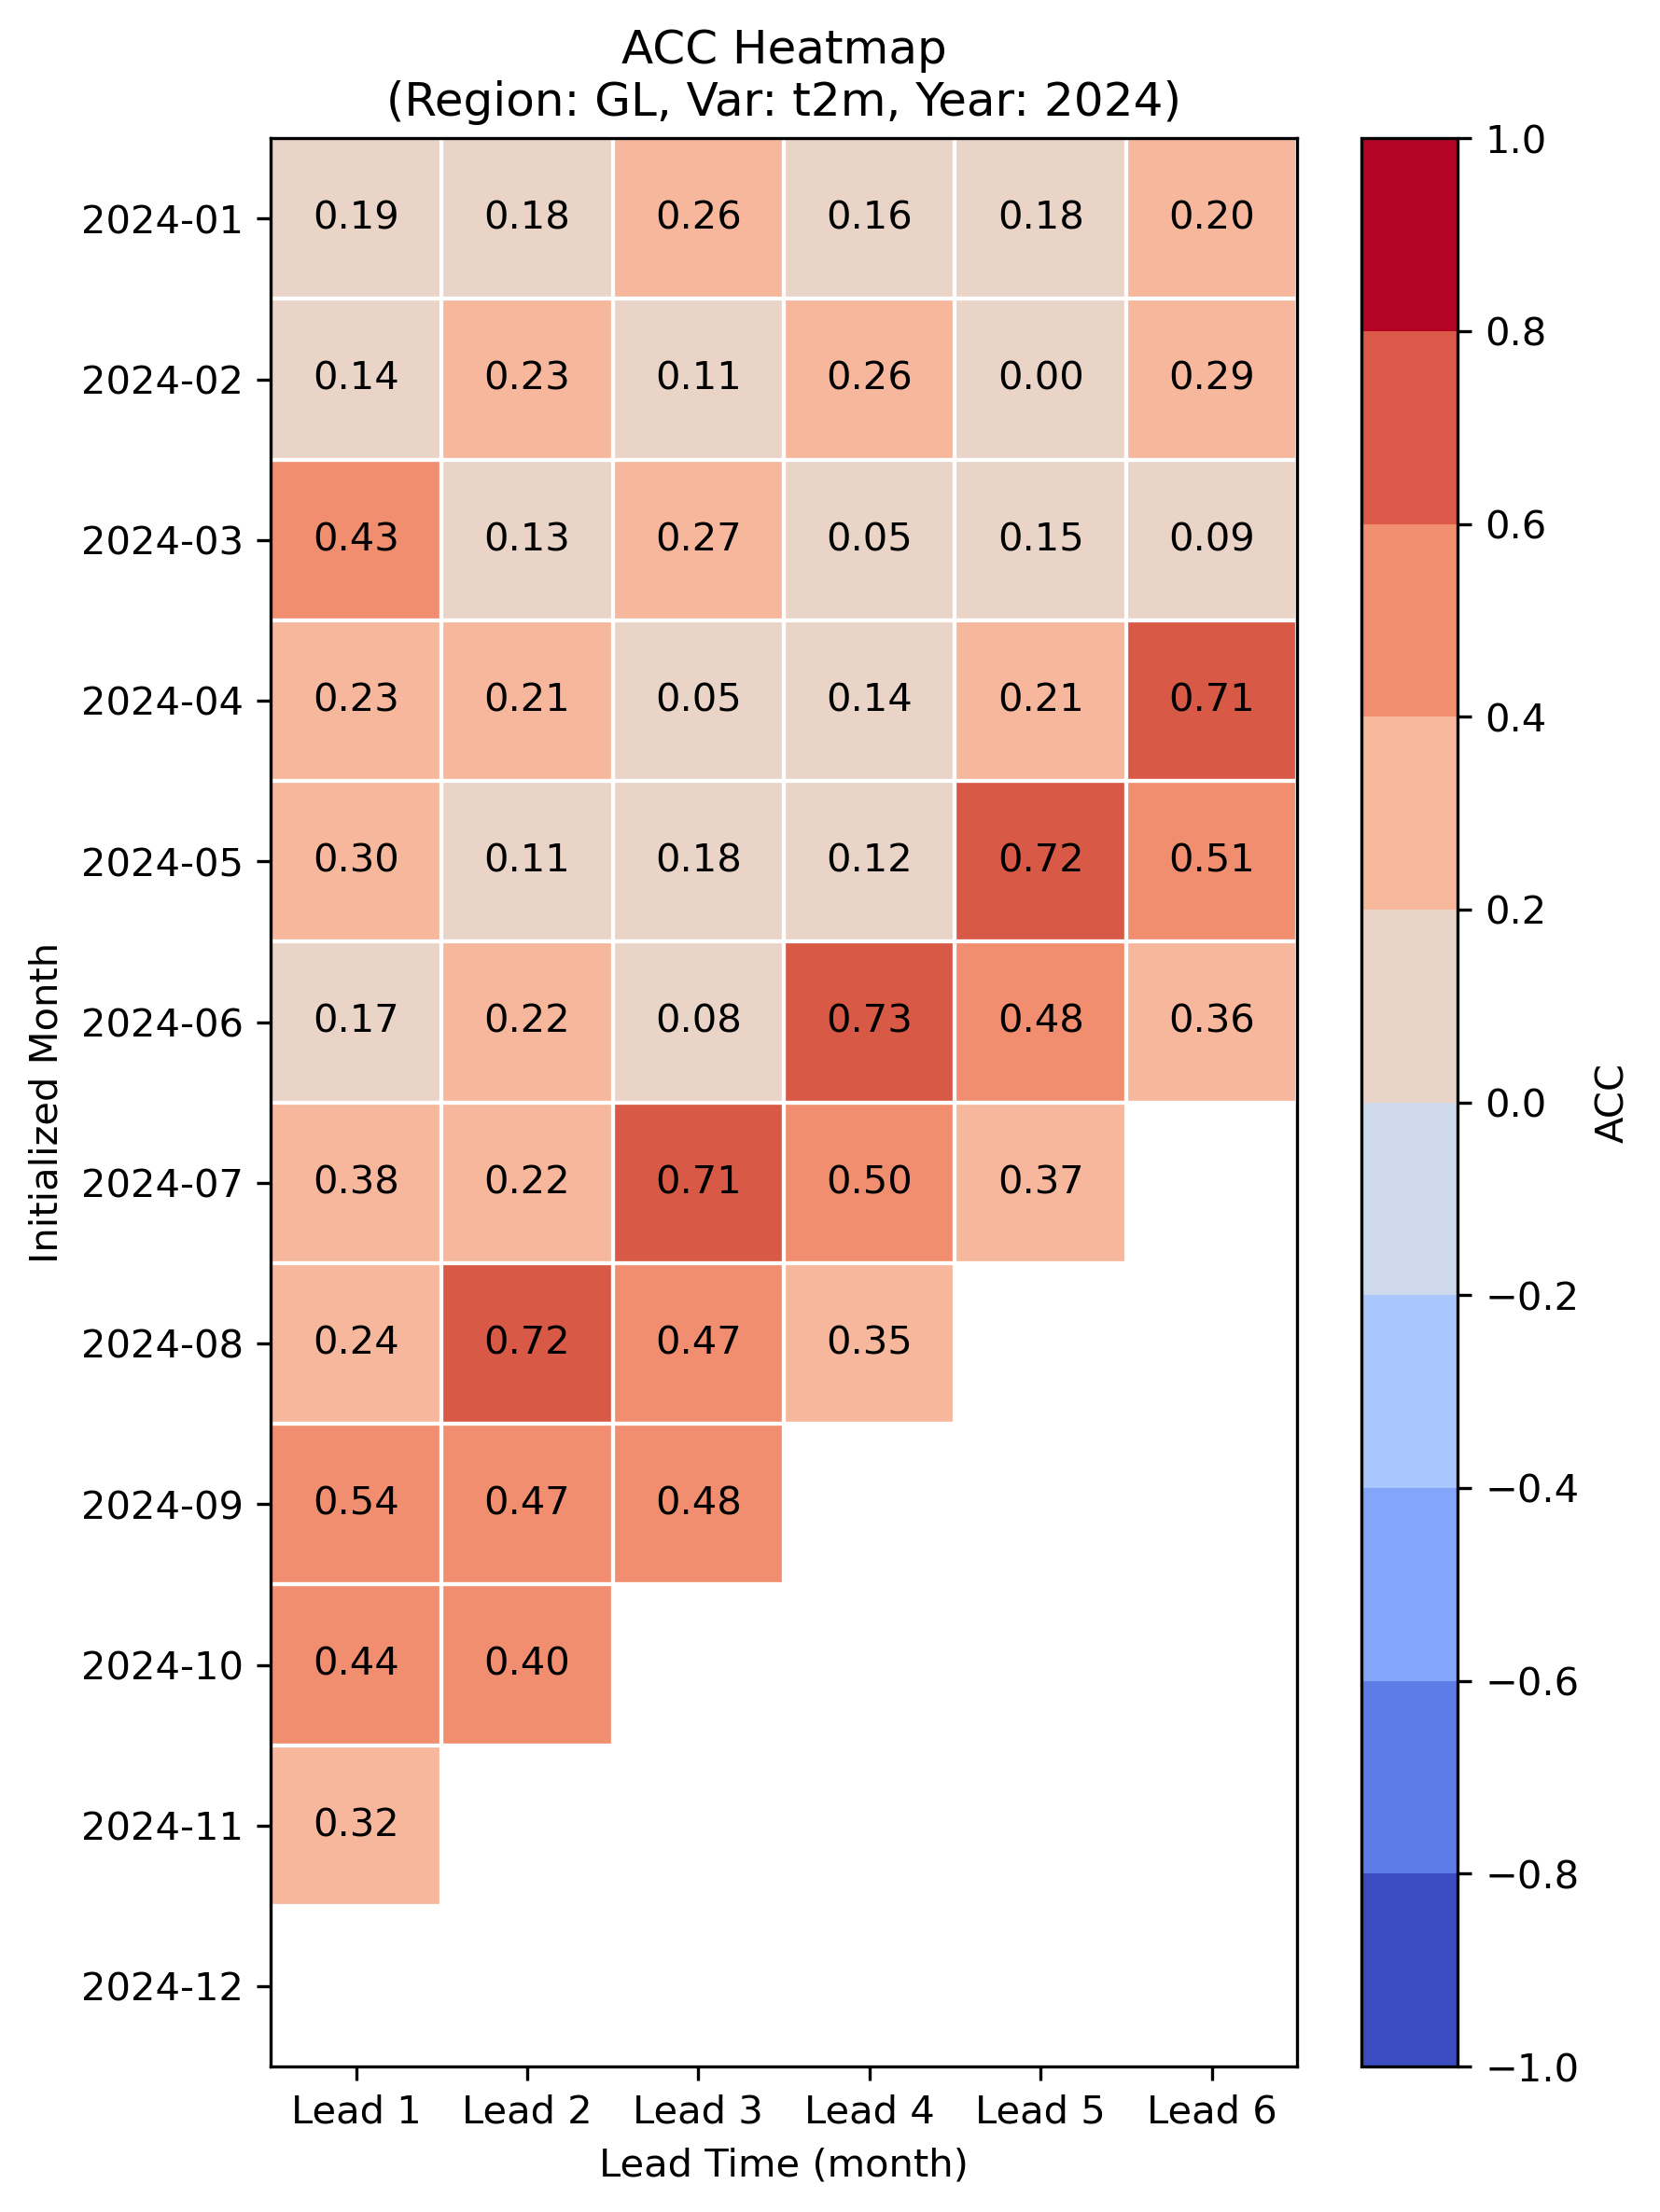 ACC Heatmap
(Region: GL, Var: t2m, Year: 2024)
2024-01 0.19 0.18 0.26 0.16 0.18 0.20
2024-02 0.14 0.23 0.11 0.26 0.00 0.29
2024-03 0.43 0.13 0.27 0.05 0.15 0.09
2024-04 0.23 0.21 0.05 0.14 0.21 0.71
2024-05 0.30 0.11 0.18 0.12 0.72 0.51
2024-06 0.17 0.22 0.08 0.73 0.48 0.36
2024-07 0.38 0.22 0.71 0.50 0.37
2024-08 0.24 0.72 0.47 0.35
2024-09 0.54 0.47 0.48
2024-10 0.44 0.40
2024-11 0.32
2024-12
Initialized Month
Lead 1 Lead 2 Lead 3 Lead 4 Lead 5 Lead 6
Lead Time (month)
1.0
0.8
0.6
0.4
0.2
0.0
−0.2
−0.4
−0.6
−0.8
−1.0
ACC